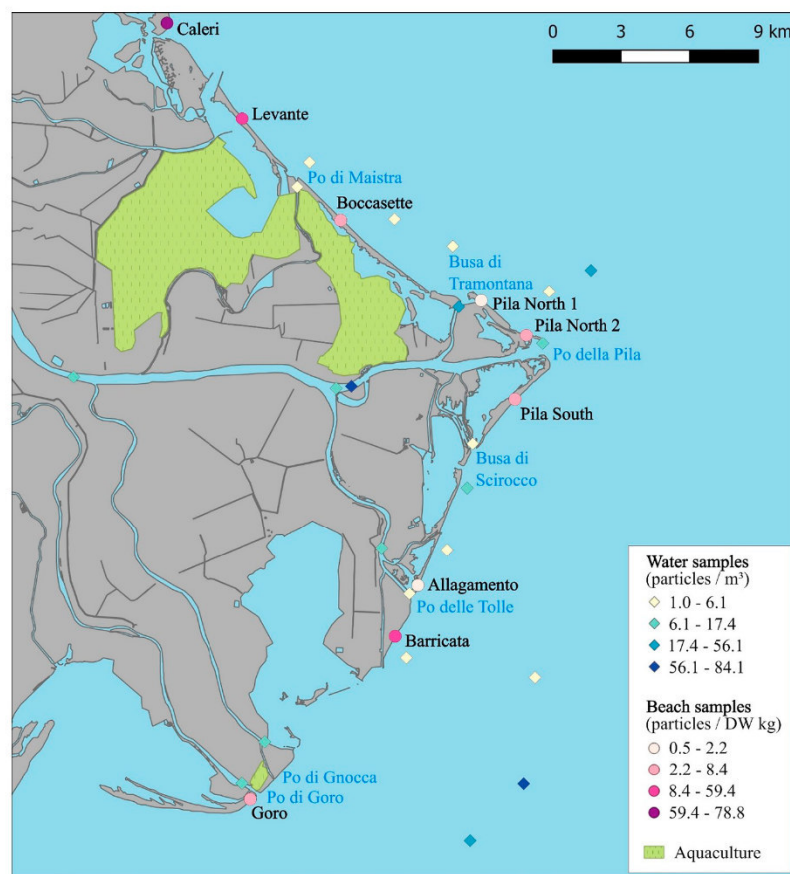 Caleri
0 3 6 9 km
Levante
Po di Maistra
Boccasette
Busa di
Tramontana
Pila North 1
Pila North 2
Po della Pila
Pila South
Busa di
Scirocco
Allagamento
Po delle Tolle
Barricata
Po di Gnocca
Po di Goro
Goro
Water samples
(particles / m³)
1.0 - 6.1
6.1 - 17.4
17.4 - 56.1
56.1 - 84.1
Beach samples
(particles / DW kg)
0.5 - 2.2
2.2 - 8.4
8.4 - 59.4
59.4 - 78.8
Aquaculture